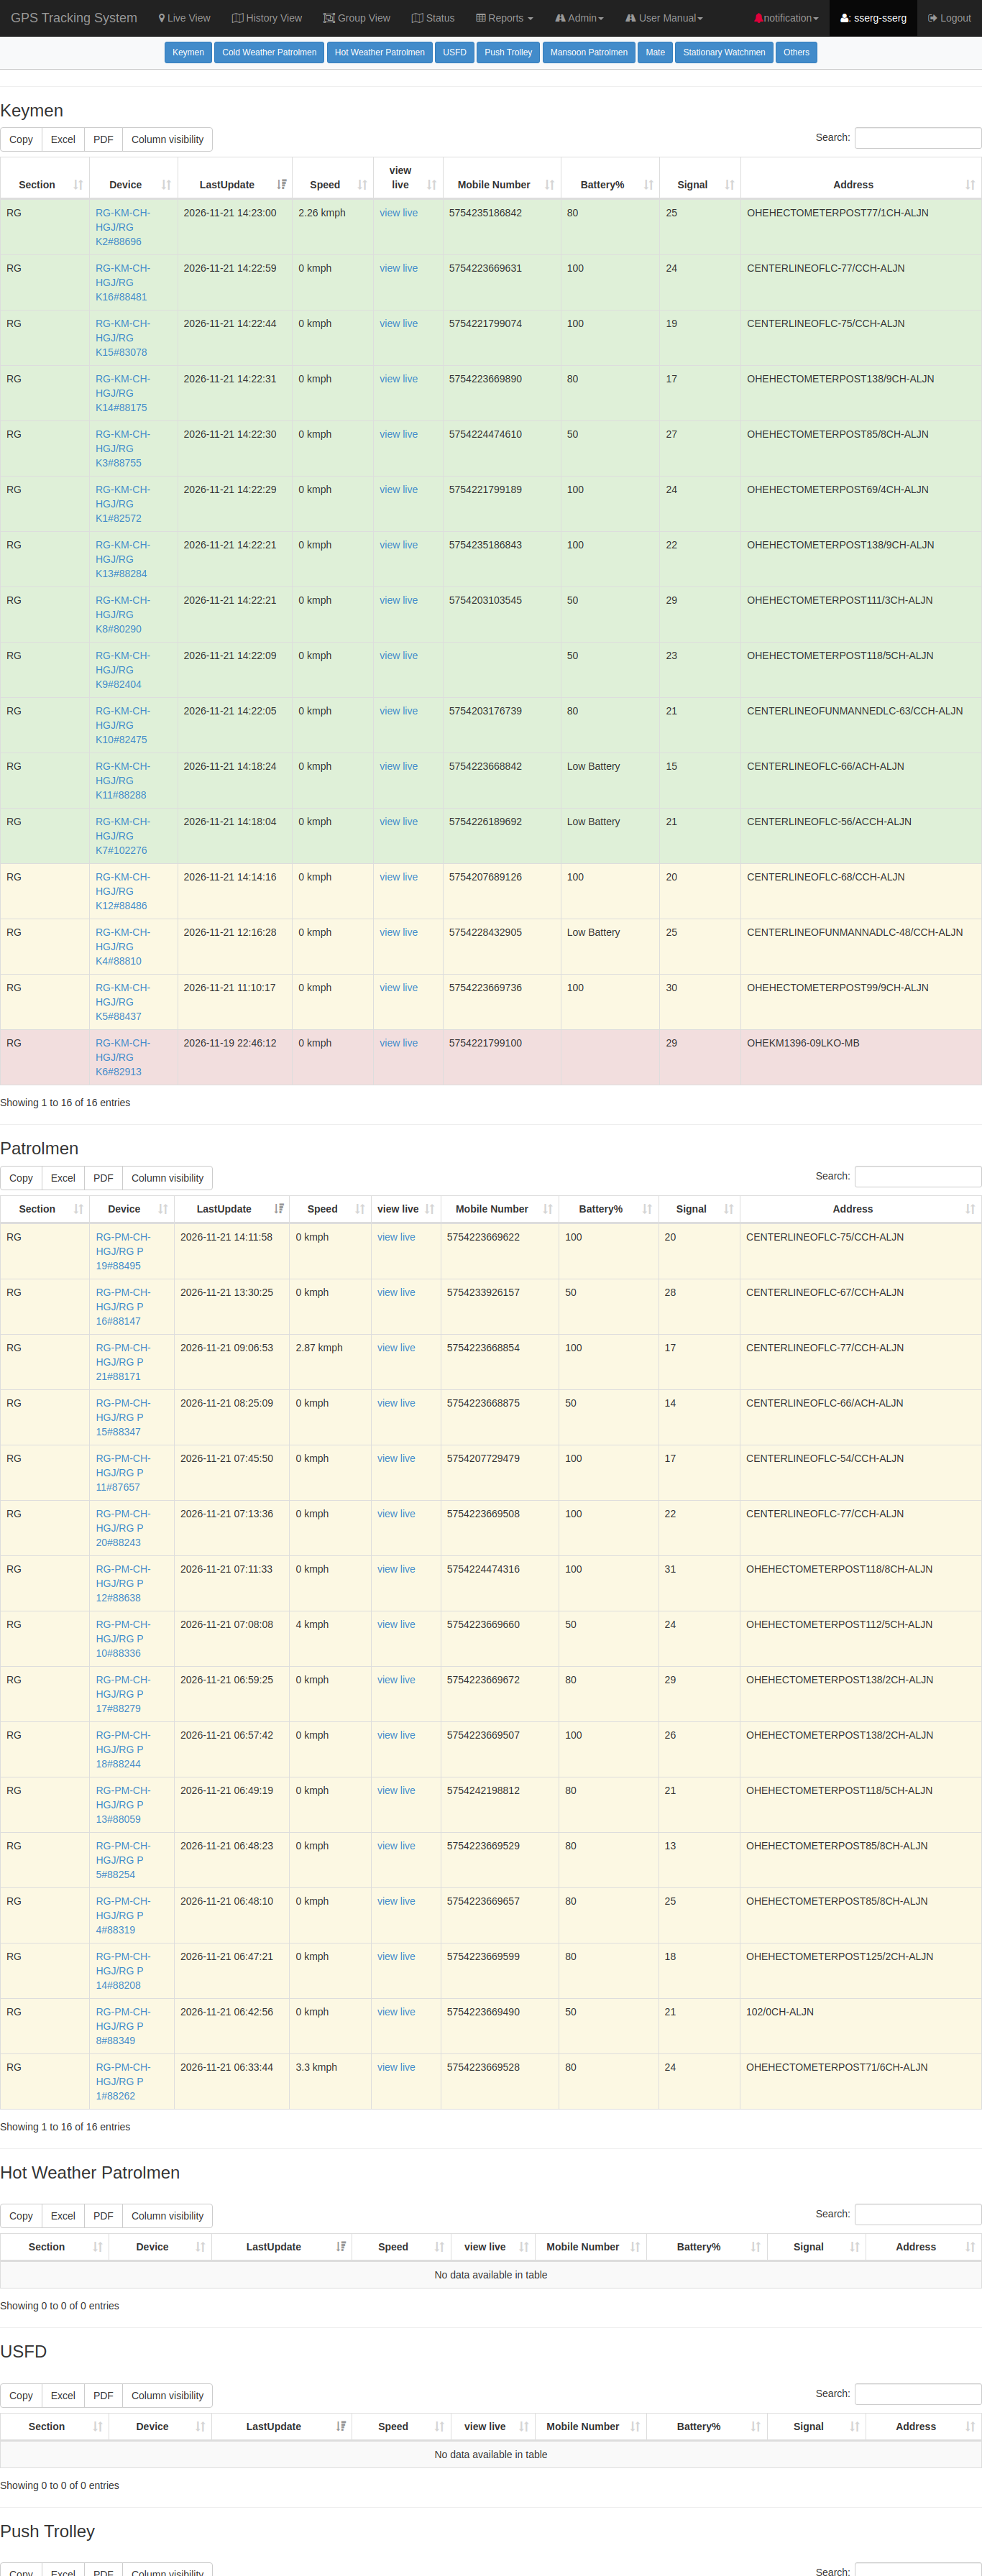 GPS Tracking System Live View History View Group View Status Reports Admin User Manual notification : sserg-sserg Logout
Keymen Cold Weather Patrolmen Hot Weather Patrolmen USFD Push Trolley Mansoon Patrolmen Mate Stationary Watchmen Others
Keymen
Copy Excel PDF Column visibility Search:
Section Device LastUpdate Speed view live Mobile Number Battery% Signal Address
RG RG-KM-CH-HGJ/RG K2#88696 2026-11-21 14:23:00 2.26 kmph view live 5754235186842 80 25 OHEHECTOMETERPOST77/1CH-ALJN
RG RG-KM-CH-HGJ/RG K16#88481 2026-11-21 14:22:59 0 kmph view live 5754223669631 100 24 CENTERLINEOFLC-77/CCH-ALJN
RG RG-KM-CH-HGJ/RG K15#83078 2026-11-21 14:22:44 0 kmph view live 5754221799074 100 19 CENTERLINEOFLC-75/CCH-ALJN
RG RG-KM-CH-HGJ/RG K14#88175 2026-11-21 14:22:31 0 kmph view live 5754223669890 80 17 OHEHECTOMETERPOST138/9CH-ALJN
RG RG-KM-CH-HGJ/RG K3#88755 2026-11-21 14:22:30 0 kmph view live 5754224474610 50 27 OHEHECTOMETERPOST85/8CH-ALJN
RG RG-KM-CH-HGJ/RG K1#82572 2026-11-21 14:22:29 0 kmph view live 5754221799189 100 24 OHEHECTOMETERPOST69/4CH-ALJN
RG RG-KM-CH-HGJ/RG K13#88284 2026-11-21 14:22:21 0 kmph view live 5754235186843 100 22 OHEHECTOMETERPOST138/9CH-ALJN
RG RG-KM-CH-HGJ/RG K8#80290 2026-11-21 14:22:21 0 kmph view live 5754203103545 50 29 OHEHECTOMETERPOST111/3CH-ALJN
RG RG-KM-CH-HGJ/RG K9#82404 2026-11-21 14:22:09 0 kmph view live 50 23 OHEHECTOMETERPOST118/5CH-ALJN
RG RG-KM-CH-HGJ/RG K10#82475 2026-11-21 14:22:05 0 kmph view live 5754203176739 80 21 CENTERLINEOFUNMANNEDLC-63/CCH-ALJN
RG RG-KM-CH-HGJ/RG K11#88288 2026-11-21 14:18:24 0 kmph view live 5754223668842 Low Battery 15 CENTERLINEOFLC-66/ACH-ALJN
RG RG-KM-CH-HGJ/RG K7#102276 2026-11-21 14:18:04 0 kmph view live 5754226189692 Low Battery 21 CENTERLINEOFLC-56/ACCH-ALJN
RG RG-KM-CH-HGJ/RG K12#88486 2026-11-21 14:14:16 0 kmph view live 5754207689126 100 20 CENTERLINEOFLC-68/CCH-ALJN
RG RG-KM-CH-HGJ/RG K4#88810 2026-11-21 12:16:28 0 kmph view live 5754228432905 Low Battery 25 CENTERLINEOFUNMANNADLC-48/CCH-ALJN
RG RG-KM-CH-HGJ/RG K5#88437 2026-11-21 11:10:17 0 kmph view live 5754223669736 100 30 OHEHECTOMETERPOST99/9CH-ALJN
RG RG-KM-CH-HGJ/RG K6#82913 2026-11-19 22:46:12 0 kmph view live 5754221799100 29 OHEKM1396-09LKO-MB
Showing 1 to 16 of 16 entries
Patrolmen
Copy Excel PDF Column visibility Search:
Section Device LastUpdate Speed view live Mobile Number Battery% Signal Address
RG RG-PM-CH-HGJ/RG P 19#88495 2026-11-21 14:11:58 0 kmph view live 5754223669622 100 20 CENTERLINEOFLC-75/CCH-ALJN
RG RG-PM-CH-HGJ/RG P 16#88147 2026-11-21 13:30:25 0 kmph view live 5754233926157 50 28 CENTERLINEOFLC-67/CCH-ALJN
RG RG-PM-CH-HGJ/RG P 21#88171 2026-11-21 09:06:53 2.87 kmph view live 5754223668854 100 17 CENTERLINEOFLC-77/CCH-ALJN
RG RG-PM-CH-HGJ/RG P 15#88347 2026-11-21 08:25:09 0 kmph view live 5754223668875 50 14 CENTERLINEOFLC-66/ACH-ALJN
RG RG-PM-CH-HGJ/RG P 11#87657 2026-11-21 07:45:50 0 kmph view live 5754207729479 100 17 CENTERLINEOFLC-54/CCH-ALJN
RG RG-PM-CH-HGJ/RG P 20#88243 2026-11-21 07:13:36 0 kmph view live 5754223669508 100 22 CENTERLINEOFLC-77/CCH-ALJN
RG RG-PM-CH-HGJ/RG P 12#88638 2026-11-21 07:11:33 0 kmph view live 5754224474316 100 31 OHEHECTOMETERPOST118/8CH-ALJN
RG RG-PM-CH-HGJ/RG P 10#88336 2026-11-21 07:08:08 4 kmph view live 5754223669660 50 24 OHEHECTOMETERPOST112/5CH-ALJN
RG RG-PM-CH-HGJ/RG P 17#88279 2026-11-21 06:59:25 0 kmph view live 5754223669672 80 29 OHEHECTOMETERPOST138/2CH-ALJN
RG RG-PM-CH-HGJ/RG P 18#88244 2026-11-21 06:57:42 0 kmph view live 5754223669507 100 26 OHEHECTOMETERPOST138/2CH-ALJN
RG RG-PM-CH-HGJ/RG P 13#88059 2026-11-21 06:49:19 0 kmph view live 5754242198812 80 21 OHEHECTOMETERPOST118/5CH-ALJN
RG RG-PM-CH-HGJ/RG P 5#88254 2026-11-21 06:48:23 0 kmph view live 5754223669529 80 13 OHEHECTOMETERPOST85/8CH-ALJN
RG RG-PM-CH-HGJ/RG P 4#88319 2026-11-21 06:48:10 0 kmph view live 5754223669657 80 25 OHEHECTOMETERPOST85/8CH-ALJN
RG RG-PM-CH-HGJ/RG P 14#88208 2026-11-21 06:47:21 0 kmph view live 5754223669599 80 18 OHEHECTOMETERPOST125/2CH-ALJN
RG RG-PM-CH-HGJ/RG P 8#88349 2026-11-21 06:42:56 0 kmph view live 5754223669490 50 21 102/0CH-ALJN
RG RG-PM-CH-HGJ/RG P 1#88262 2026-11-21 06:33:44 3.3 kmph view live 5754223669528 80 24 OHEHECTOMETERPOST71/6CH-ALJN
Showing 1 to 16 of 16 entries
Hot Weather Patrolmen
Copy Excel PDF Column visibility Search:
Section Device LastUpdate Speed view live Mobile Number Battery% Signal Address
No data available in table
Showing 0 to 0 of 0 entries
USFD
Copy Excel PDF Column visibility Search:
Section Device LastUpdate Speed view live Mobile Number Battery% Signal Address
No data available in table
Showing 0 to 0 of 0 entries
Push Trolley
Copy Excel PDF Column visibility Search: